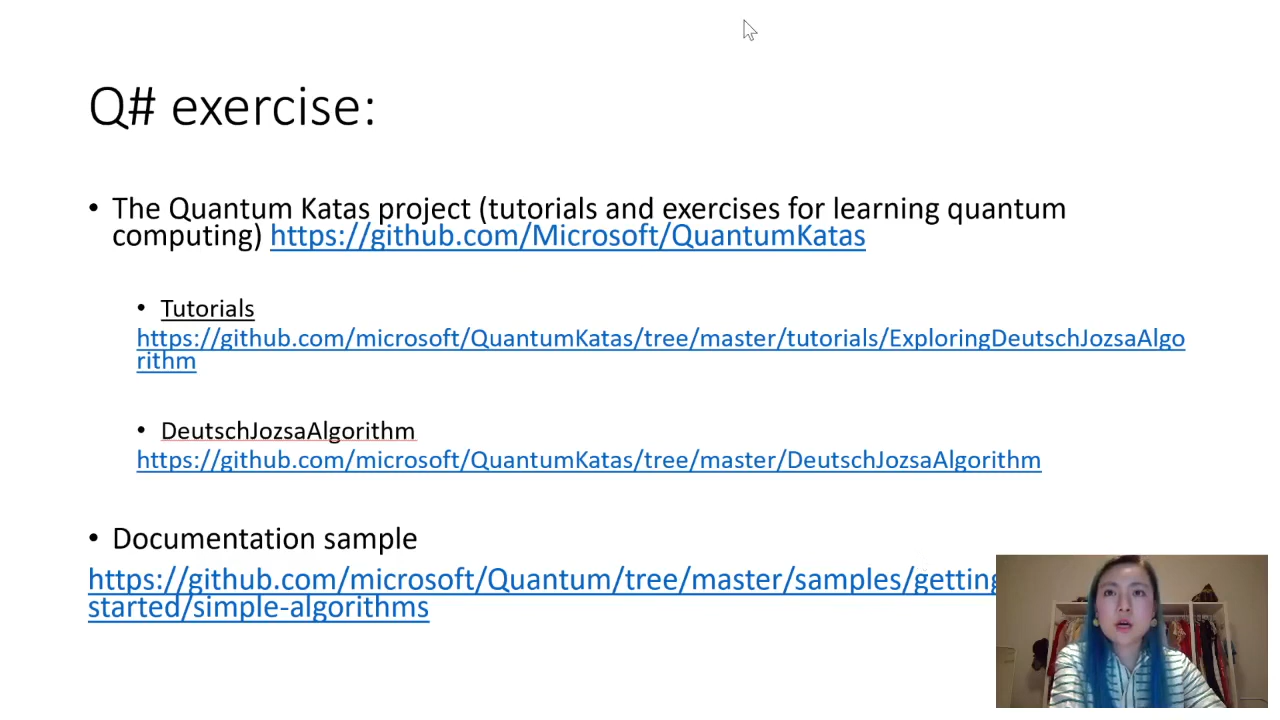 Q# exercise:
• The Quantum Katas project (tutorials and exercises for learning quantum
computing) https://github.com/Microsoft/QuantumKatas
• Tutorials
https://github.com/microsoft/QuantumKatas/tree/master/tutorials/ExploringDeutschJozsaAlgo
rithm
• DeutschJozsaAlgorithm
https://github.com/microsoft/QuantumKatas/tree/master/DeutschJozsaAlgorithm
• Documentation sample
https://github.com/microsoft/Quantum/tree/master/samples/getting
started/simple-algorithms